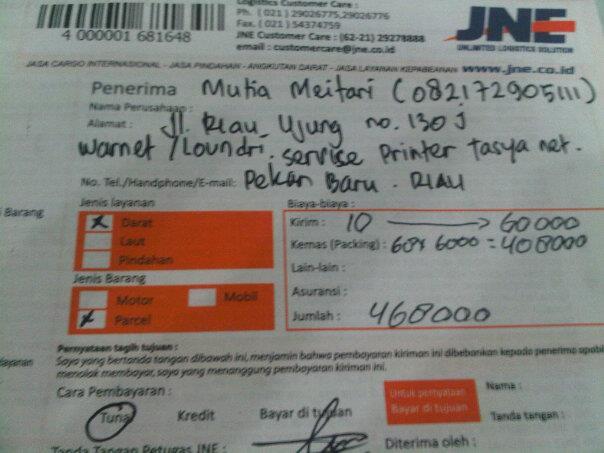 Logistics Customer Care :
Ph. ( 021 ) 29026775,29026776
Fax. ( 021 ) 54374759
JNE Customer Care : (62-21) 29278888
email : customercare@jne.co.id
4 000001 681648
JNE
UNLIMITED LOGISTICS SOLUTION
JASA CARGO INTERNASIONAL - JASA PINDAHAN - ANGKUTAN DARAT - JASA LAYANAN KEPABEANAN www.jne.co.id
Penerima Mutia Meitari (082172905111)
Nama Perusahaan :
Alamat : Jl. RIAU Ujung no. 130 J
warnet / Loundri. servise Printer tasya net.
No. Tel./Handphone/E-mail: Pekan Baru. RIAU
Barang
Jenis layanan
X Darat
Laut
Pindahan
Jenis Barang
Motor Mobil
X Parcel
Biaya-biaya :
Kirim : 10 → 60000
Kemas (Packing) : 68 x 6000 = 408000
Lain-lain :
Asuransi :
Jumlah : 468000
Pernyataan tagih tujuan :
Saya yang bertanda tangan dibawah ini, menjamin bahwa pembayaran kiriman ini dibebankan kepada penerima
menolak membayar, saya yang menanggung pembayaran kiriman ini.
Cara Pembayaran :
Tunai Kredit Bayar di tujuan
Untuk pernyataan
Bayar di tujuan
Nama :
Tanda tangan :
Tanda Tangan Petugas JNE :
Diterima oleh :